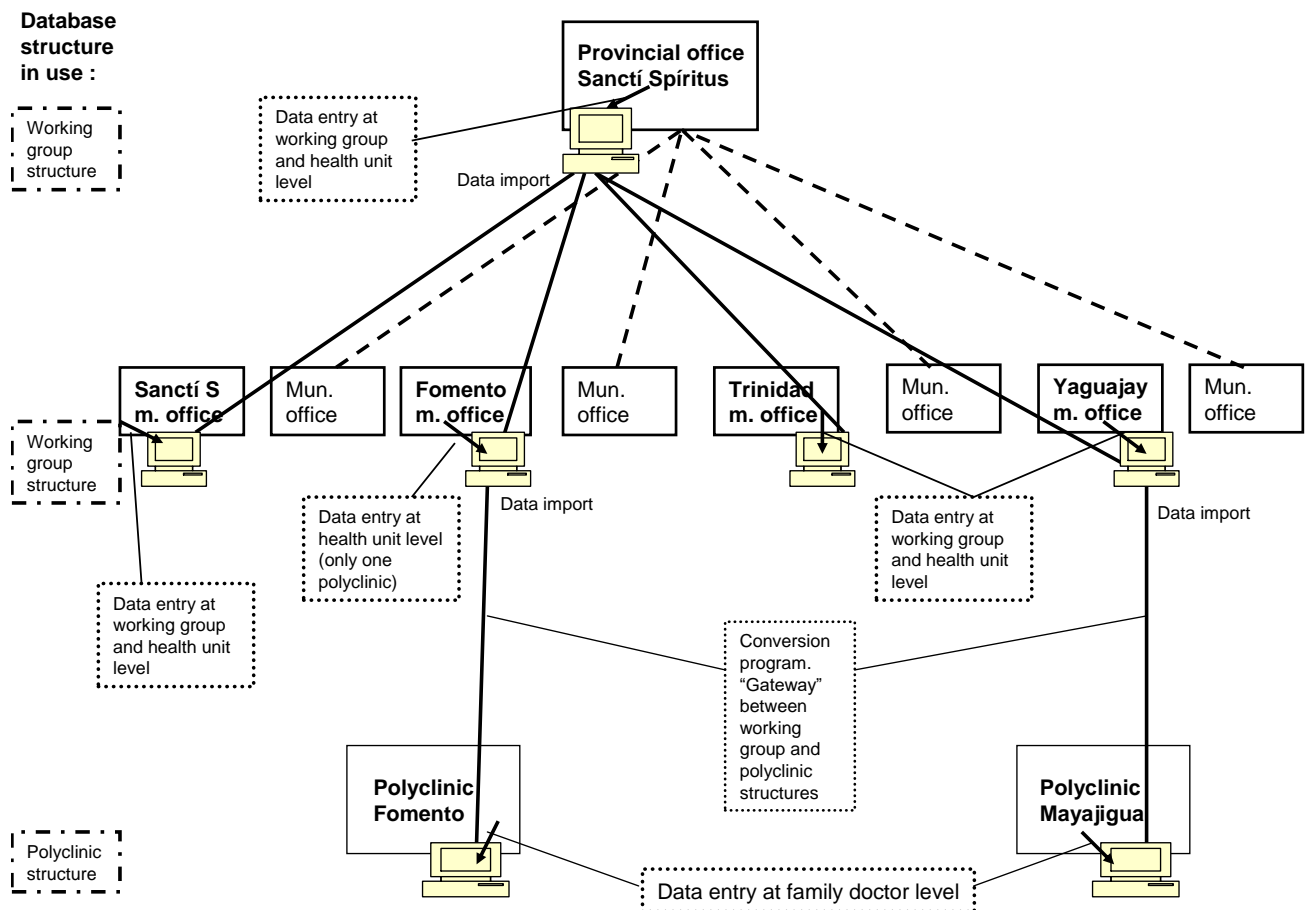 Database
structure
in use :
Provincial office
Sanctí Spíritus
Working
group
structure
Data entry at
working group
and health unit
level
Data import
Sanctí S
m. office
Mun.
office
Fomento
m. office
Mun.
office
Trinidad
m. office
Mun.
office
Yaguajay
m. office
Mun.
office
Working
group
structure
Data import
Data import
Data entry at
health unit level
(only one
polyclinic)
Data entry at
working group
and health unit
level
Data entry at
working group
and health unit
level
Conversion
program.
“Gateway”
between
working
group and
polyclinic
structures
Polyclinic
Fomento
Polyclinic
Mayajigua
Polyclinic
structure
Data entry at family doctor level